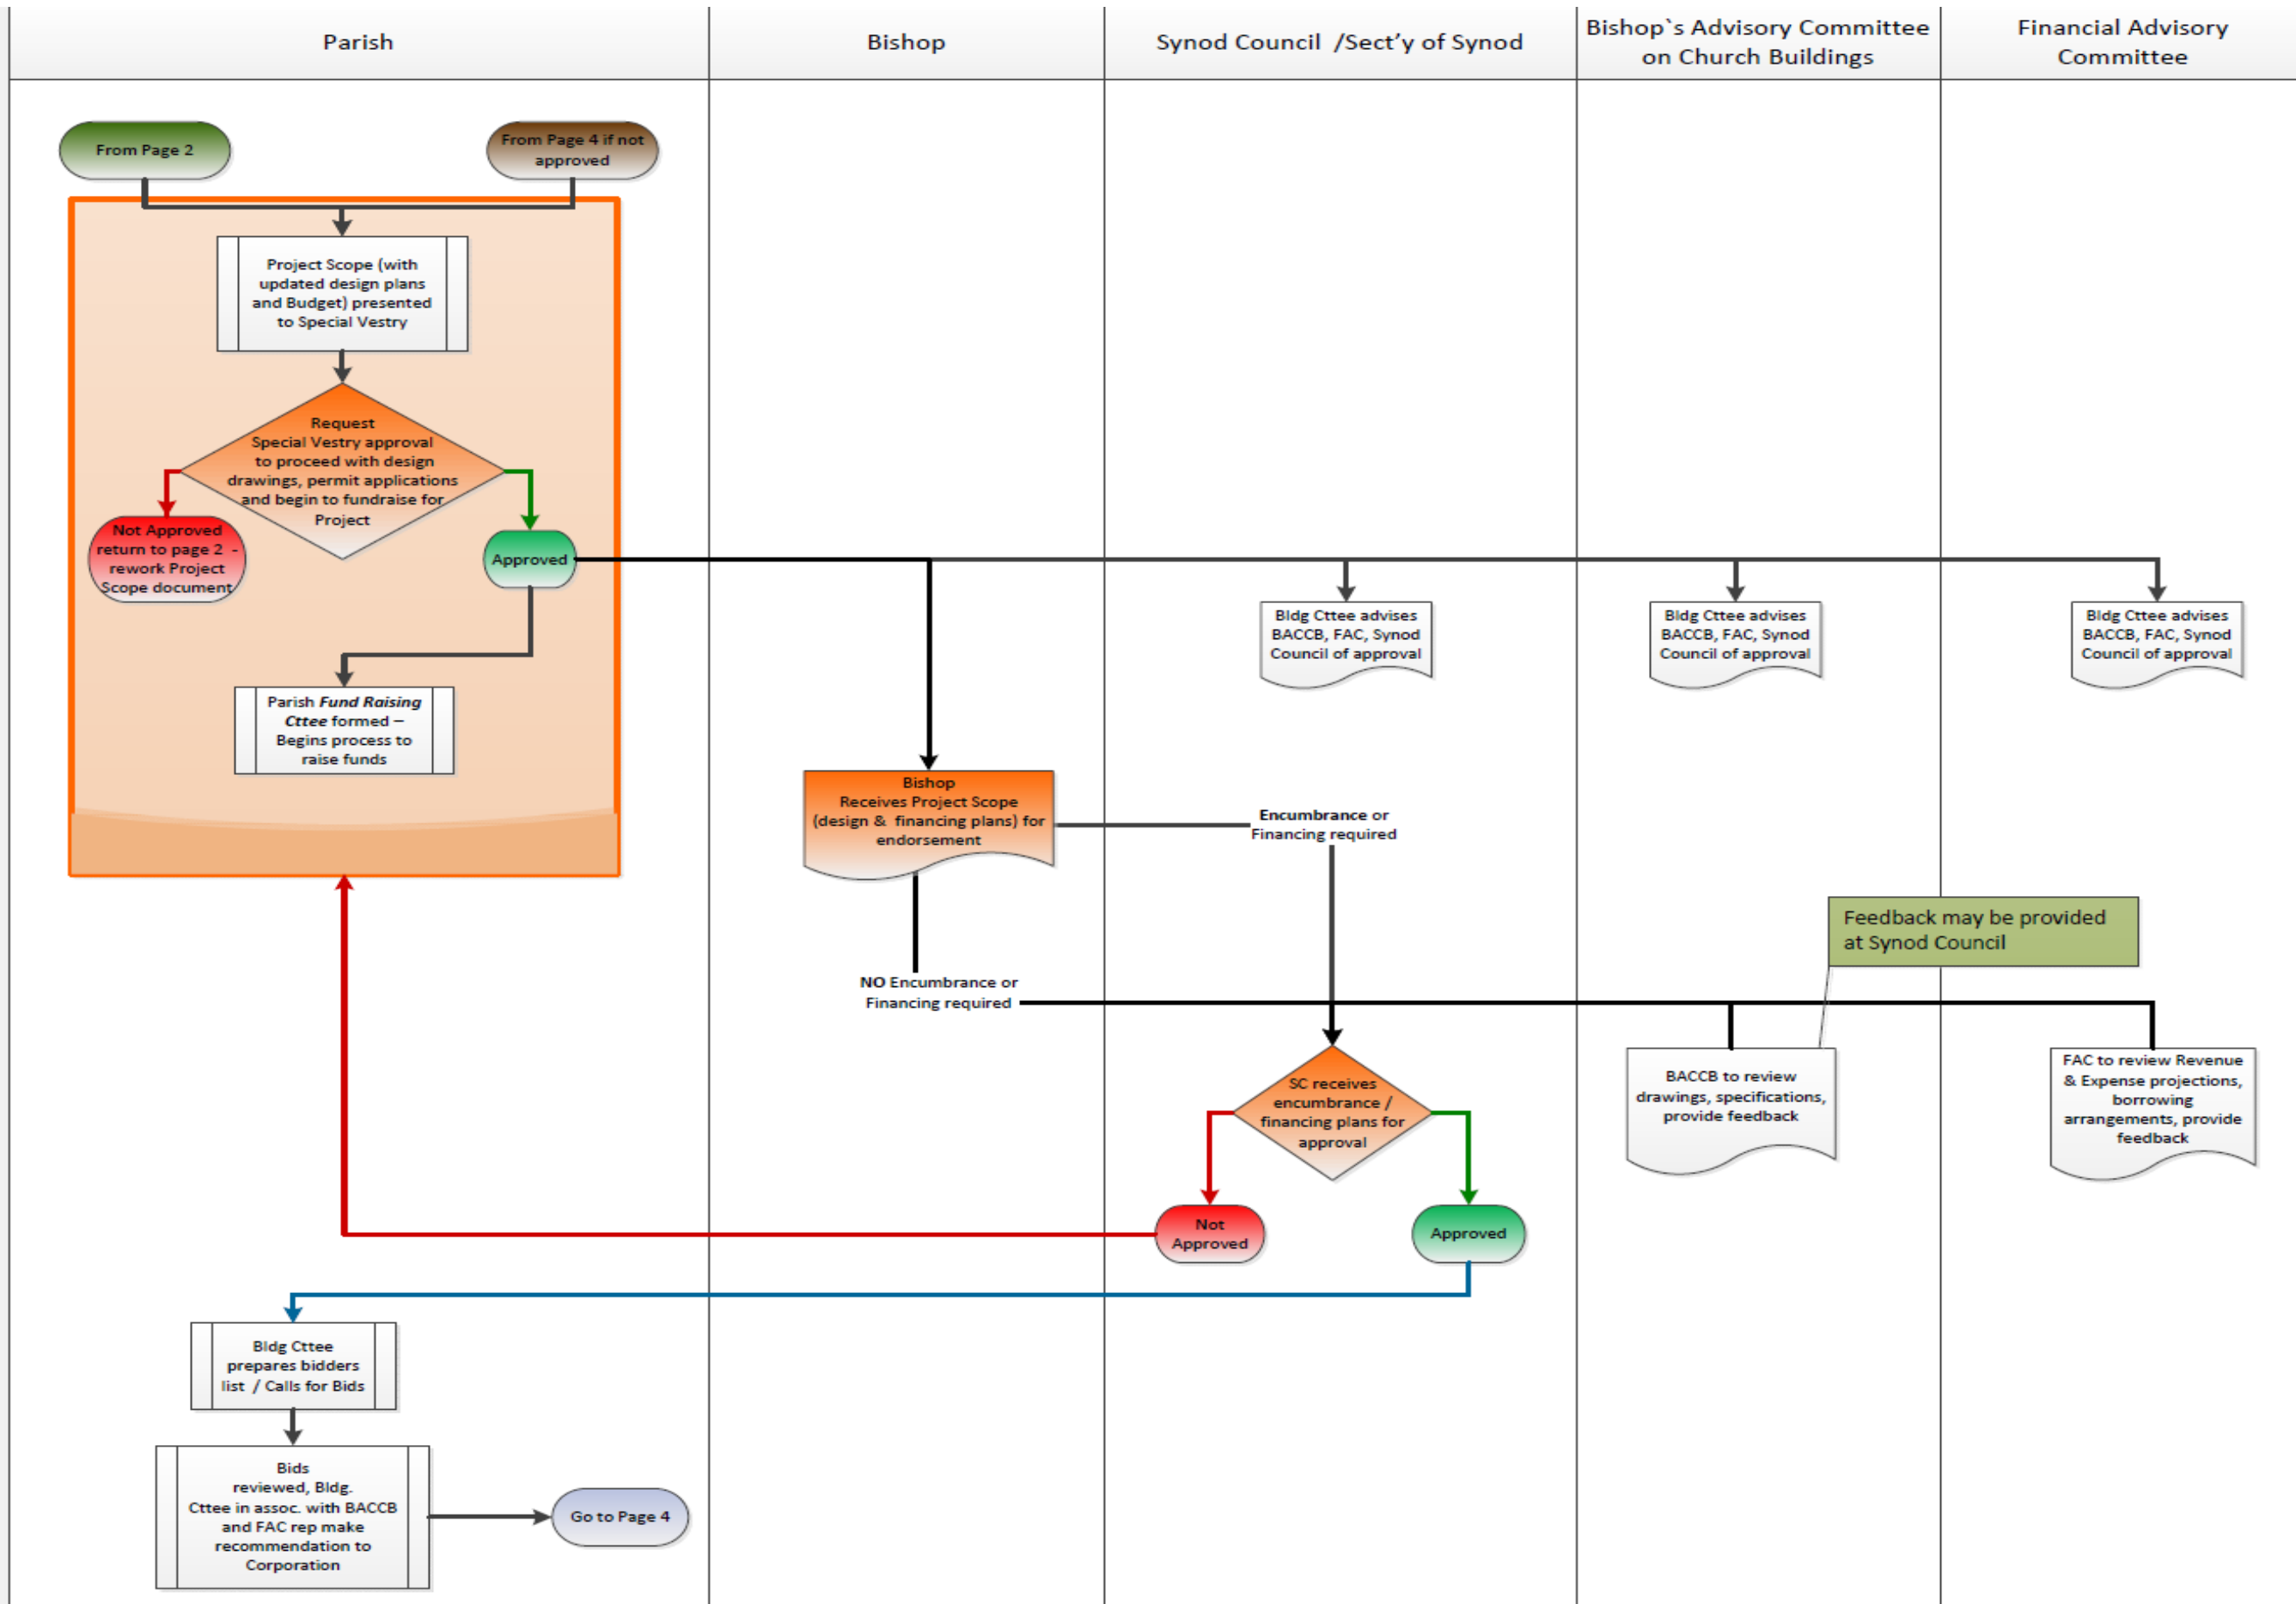 Parish
Bishop
Synod Council /Sect'y of Synod
Bishop`s Advisory Committee
on Church Buildings
Financial Advisory
Committee
From Page 2
From Page 4 if not
approved
Project Scope (with
updated design plans
and Budget) presented
to Special Vestry
Request
Special Vestry approval
to proceed with design
drawings, permit applications
and begin to fundraise for
Project
Not Approved
return to page 2 -
rework Project
Scope document
Approved
Bldg Cttee advises
BACCB, FAC, Synod
Council of approval
Bldg Cttee advises
BACCB, FAC, Synod
Council of approval
Bldg Cttee advises
BACCB, FAC, Synod
Council of approval
Parish Fund Raising
Cttee formed –
Begins process to
raise funds
Bishop
Receives Project Scope
(design & financing plans) for
endorsement
Encumbrance or
Financing required
Feedback may be provided
at Synod Council
NO Encumbrance or
Financing required
SC receives
encumbrance /
financing plans for
approval
BACCB to review
drawings, specifications,
provide feedback
FAC to review Revenue
& Expense projections,
borrowing
arrangements, provide
feedback
Not
Approved
Approved
Bldg Cttee
prepares bidders
list / Calls for Bids
Bids
reviewed, Bldg.
Cttee in assoc. with BACCB
and FAC rep make
recommendation to
Corporation
Go to Page 4